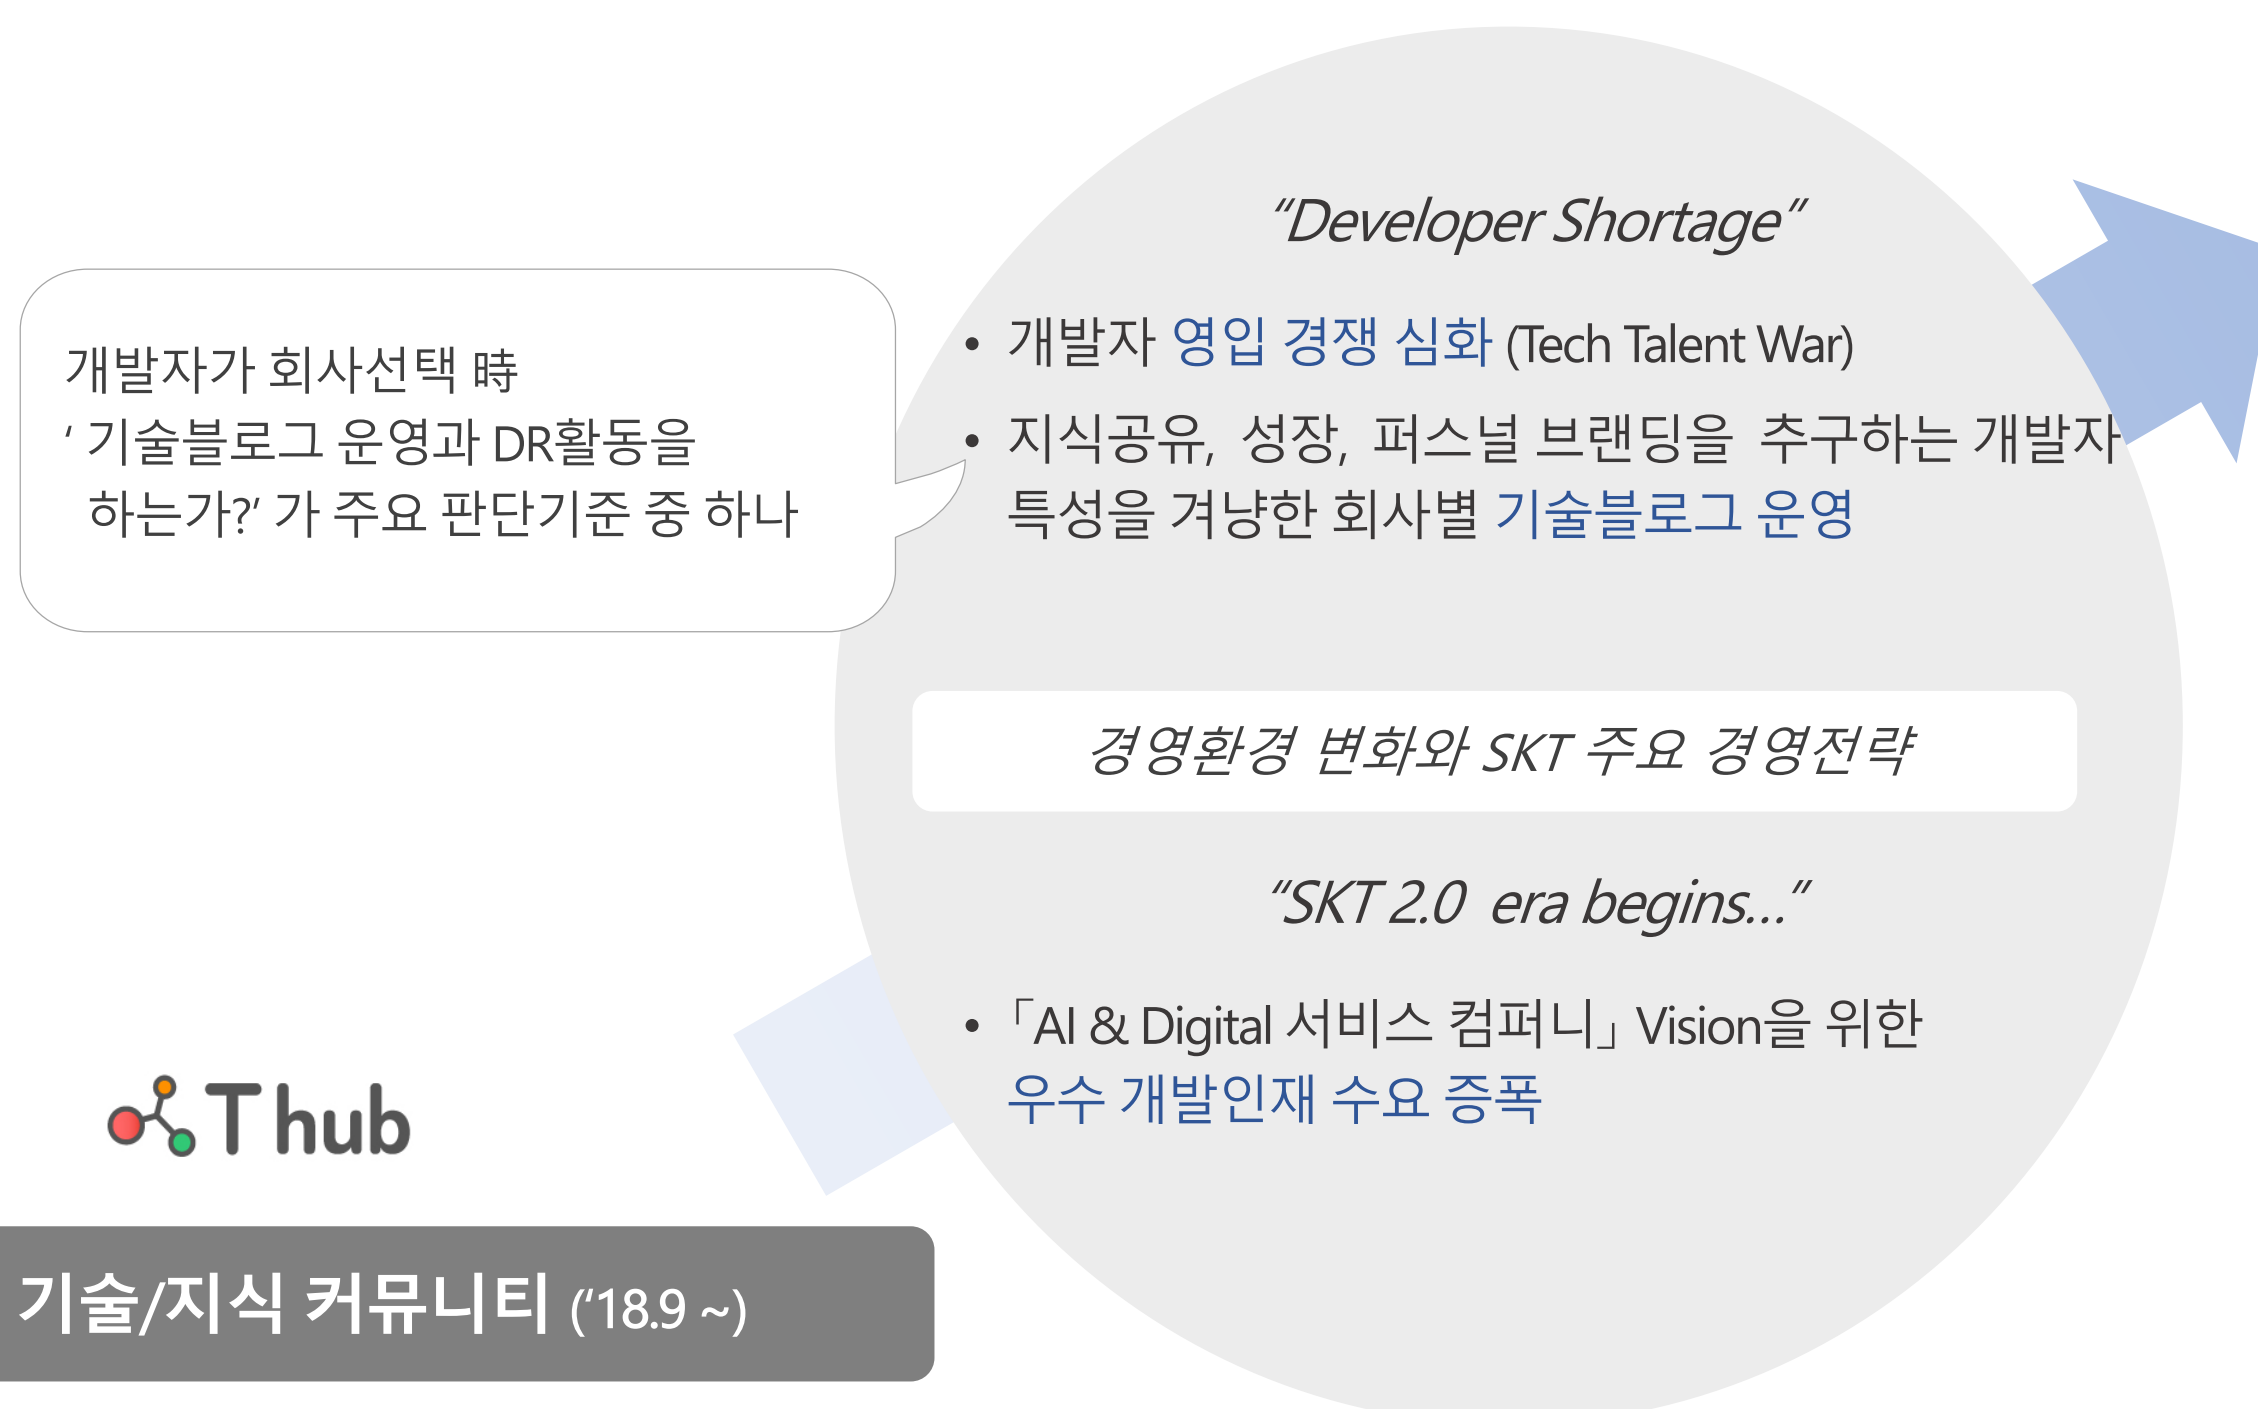 “Developer Shortage”
• 개발자 영입 경쟁 심화 (Tech Talent War)
• 지식공유, 성장, 퍼스널 브랜딩을 추구하는 개발자
특성을 겨냥한 회사별 기술블로그 운영
개발자가 회사선택 時
‘ 기술블로그 운영과 DR활동을
하는가?’ 가 주요 판단기준 중 하나
경영환경 변화와 SKT 주요 경영전략
“SKT 2.0 era begins…”
• 「AI & Digital 서비스 컴퍼니」 Vision을 위한
우수 개발인재 수요 증폭
T hub
기술/지식 커뮤니티 (‘18.9 ~)